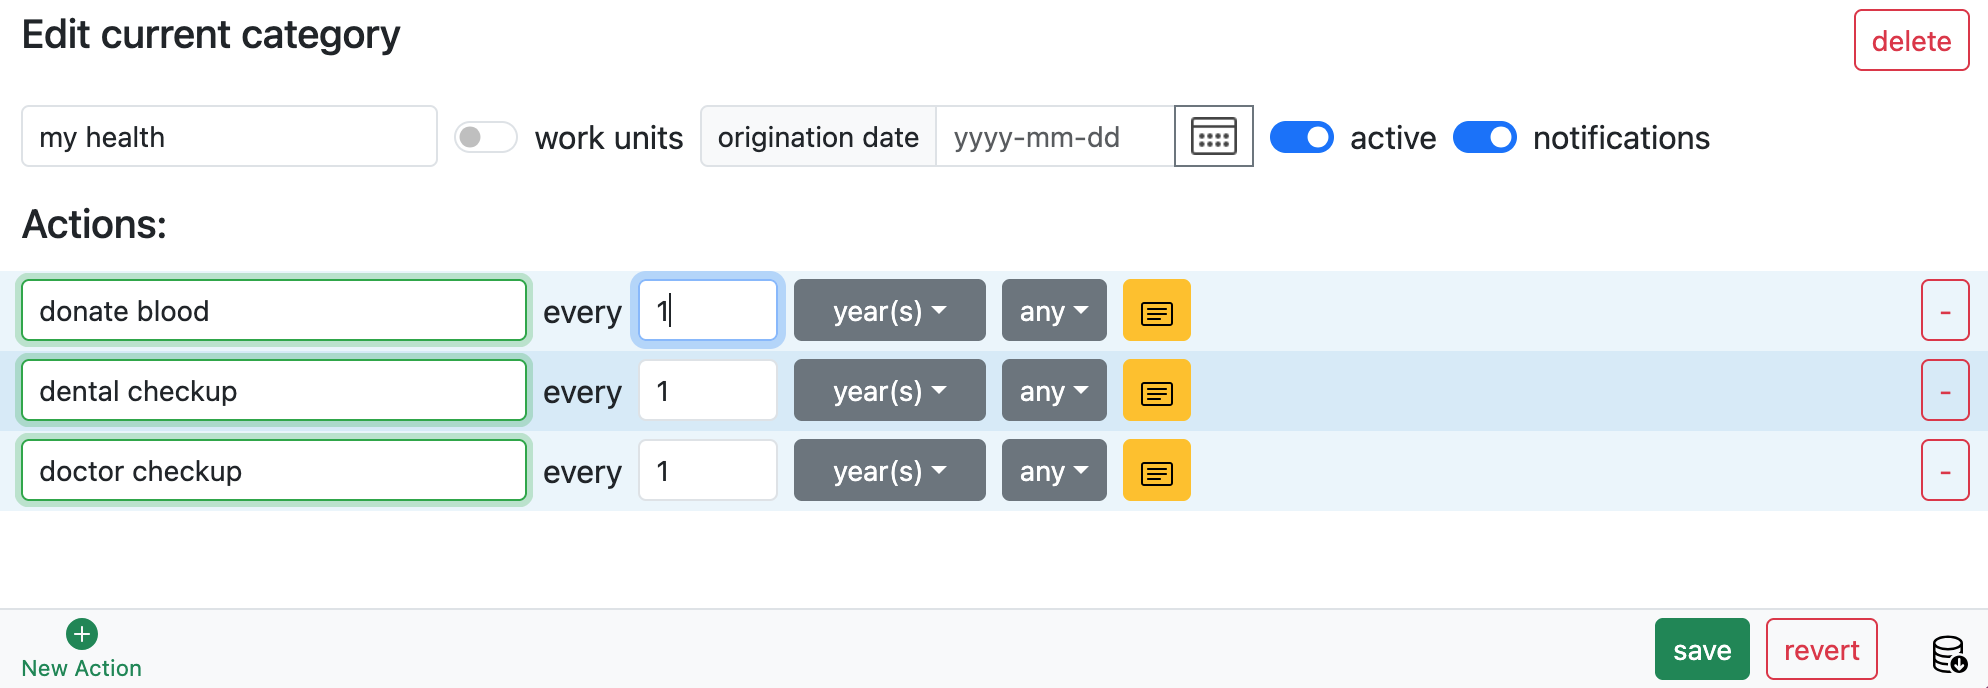 Edit current category
delete
my health work units origination date yyyy-mm-dd active notifications
Actions:
donate blood every 1 year(s) any -
dental checkup every 1 year(s) any -
doctor checkup every 1 year(s) any -
New Action
save revert